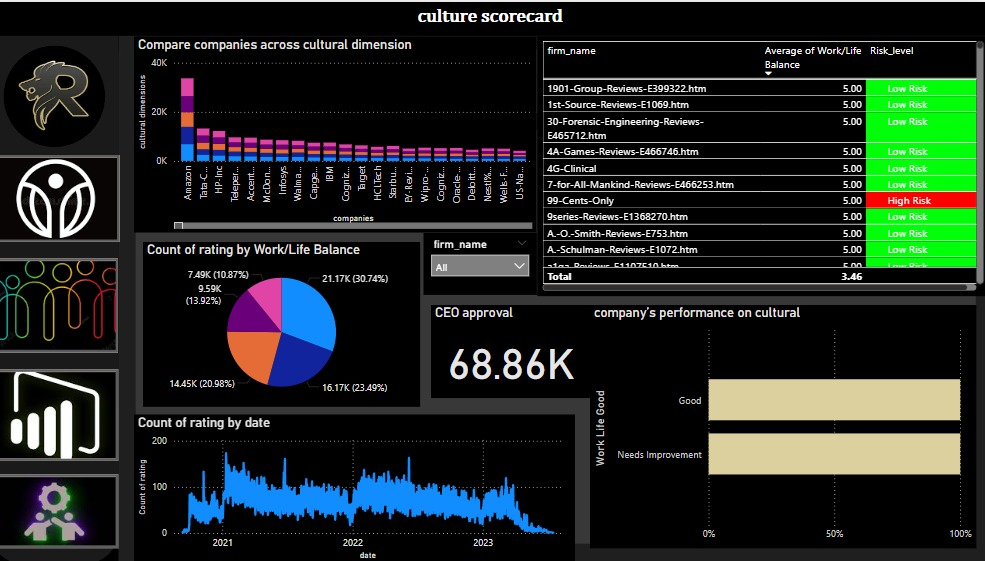 culture scorecard
Compare companies across cultural dimension
cultural dimensions
40K
20K
0K
Amazon
Tata-C...
HP-Inc
Teleper...
Accent...
McDon...
Infosys
Walma...
Capge...
IBM
Cogniz...
Target
HCLTech
Starbu...
EY-Revi...
Wipro-...
Cogniz...
Oracle-...
Deloitt...
Nestl%...
Wells-F...
US-Na...
companies
firm_name
Average of Work/Life
Balance
Risk_level
1901-Group-Reviews-E399322.htm 5.00 Low Risk
1st-Source-Reviews-E1069.htm 5.00 Low Risk
30-Forensic-Engineering-Reviews- 5.00 Low Risk
E465712.htm
4A-Games-Reviews-E466746.htm 5.00 Low Risk
4G-Clinical 5.00 Low Risk
7-for-All-Mankind-Reviews-E466253.htm 5.00 Low Risk
99-Cents-Only 5.00 High Risk
9series-Reviews-E1368270.htm 5.00 Low Risk
A.-O.-Smith-Reviews-E753.htm 5.00 Low Risk
A.-Schulman-Reviews-E1072.htm 5.00 Low Risk
5.00 Low Risk
Total 3.46
Count of rating by Work/Life Balance
7.49K (10.87%)
9.59K
(13.92%)
21.17K (30.74%)
14.45K (20.98%)
16.17K (23.49%)
firm_name
All
CEO approval
68.86K
company's performance on cultural
Work Life Good
Good
Needs Improvement
0%
50%
100%
Count of rating by date
Count of rating
200
100
0
2021
2022
2023
date
R